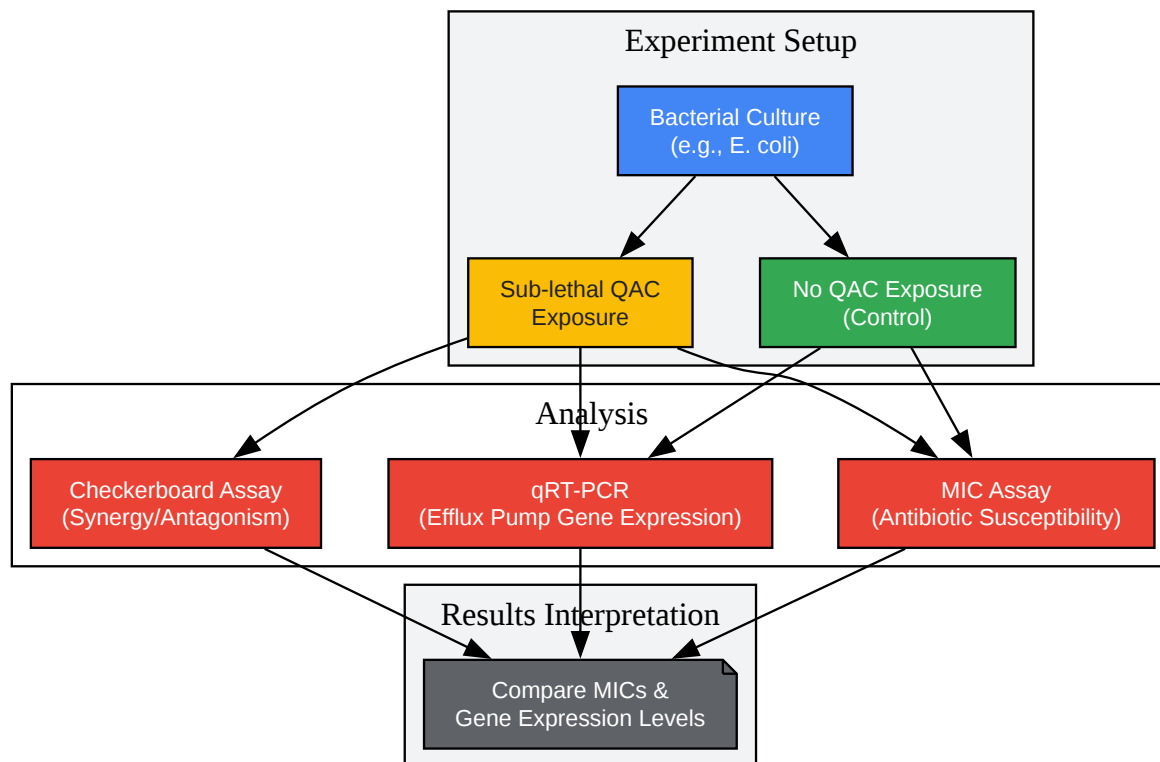 Experiment Setup
Bacterial Culture
(e.g., E. coli)
Sub-lethal QAC
Exposure
No QAC Exposure
(Control)
Analysis
Checkerboard Assay
(Synergy/Antagonism)
qRT-PCR
(Efflux Pump Gene Expression)
MIC Assay
(Antibiotic Susceptibility)
Results Interpretation
Compare MICs &
Gene Expression Levels